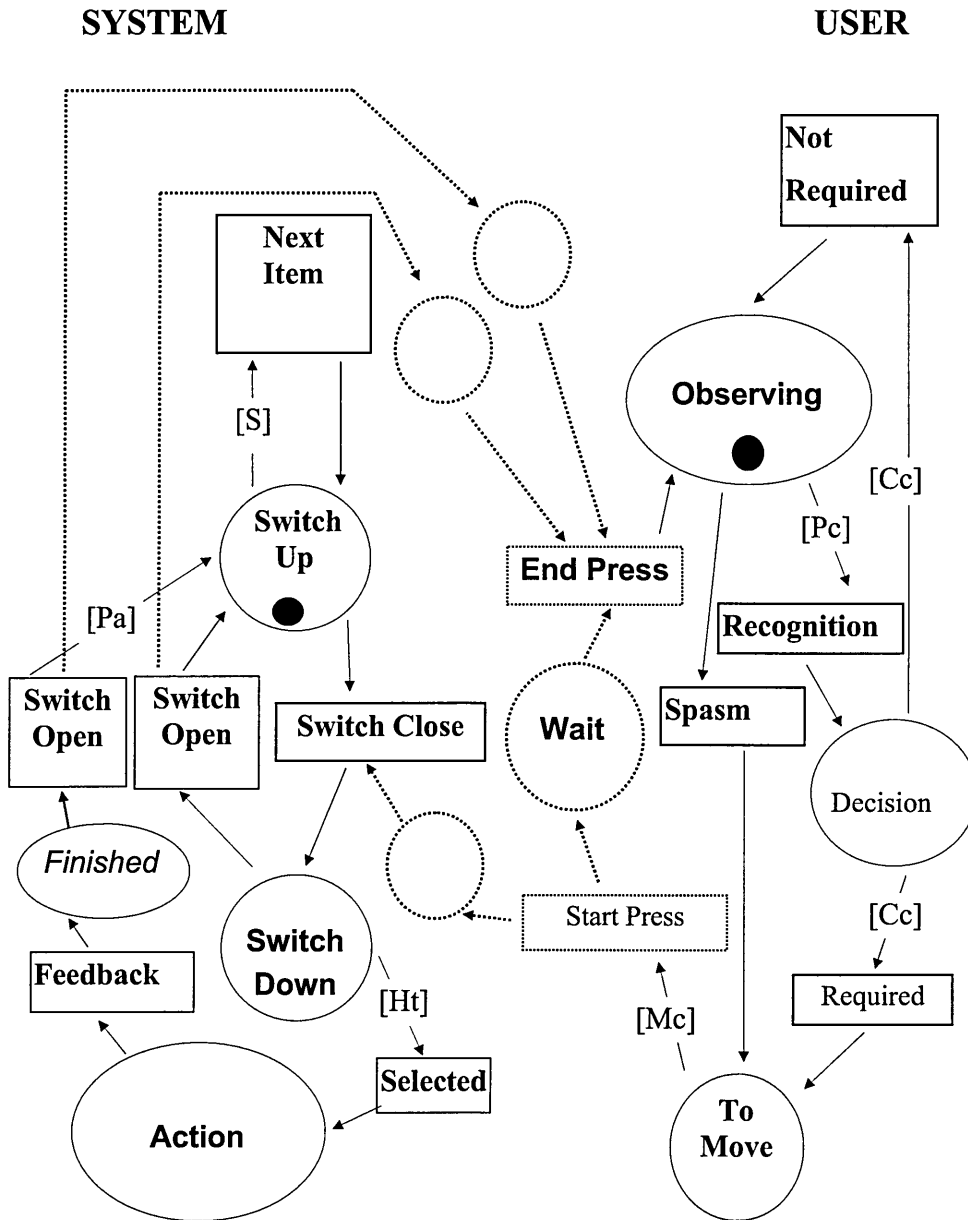 SYSTEM
USER
Not
Required
Next
Item
Observing
[S]
[Cc]
[Pc]
Switch
Up
End Press
[Pa]
Recognition
Switch
Open
Switch
Open
Switch Close
Wait
Spasm
Decision
Finished
Start Press
[Cc]
Switch
Down
Feedback
[Ht]
[Mc]
Required
Selected
To
Move
Action